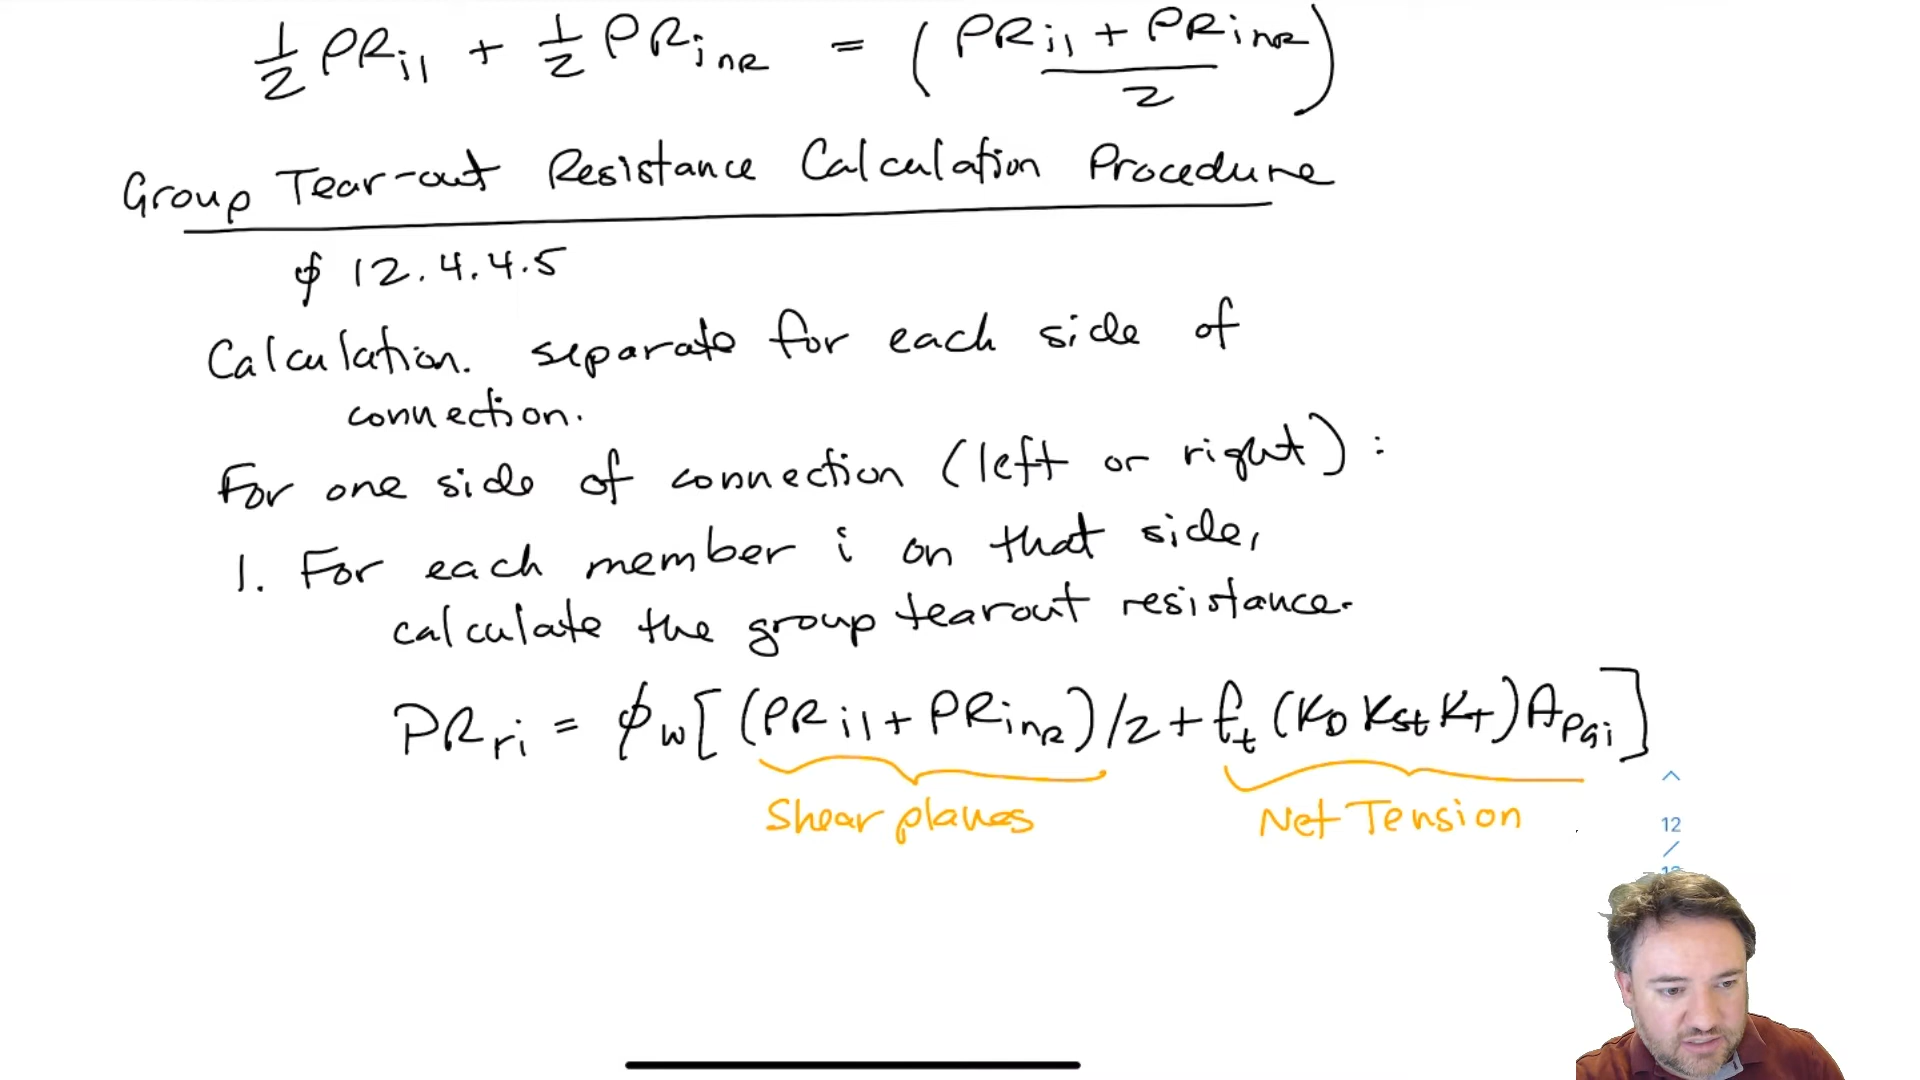 ½ PRi1 + ½ PRinR = (PRi1 + PRinR / 2)
Group Tear-out Resistance Calculation Procedure
§ 12.4.4.5
Calculation. separate for each side of
connection.
For one side of connection (left or right):
1. For each member i on that side,
calculate the group tearout resistance.
PRri = ϕw[(PRi1 + PRinR)/2 + ft (KD KSt KT) APGi]
Shear planes
Net Tension
12
/